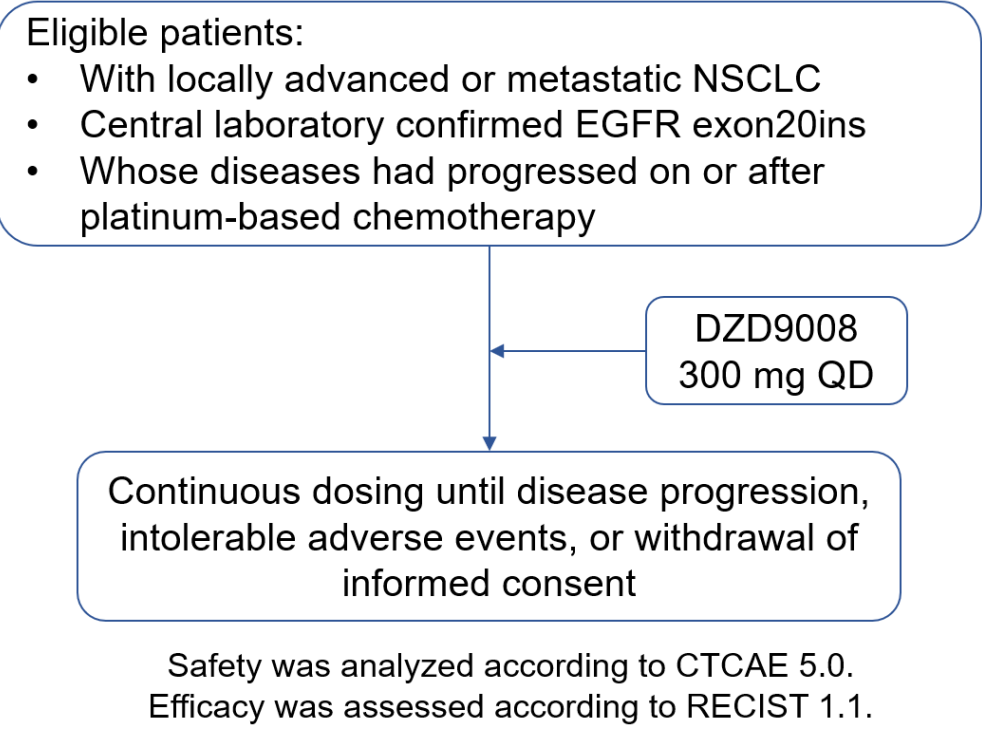 Eligible patients:
• With locally advanced or metastatic NSCLC
• Central laboratory confirmed EGFR exon20ins
• Whose diseases had progressed on or after
platinum-based chemotherapy
DZD9008
300 mg QD
Continuous dosing until disease progression,
intolerable adverse events, or withdrawal of
informed consent
Safety was analyzed according to CTCAE 5.0.
Efficacy was assessed according to RECIST 1.1.